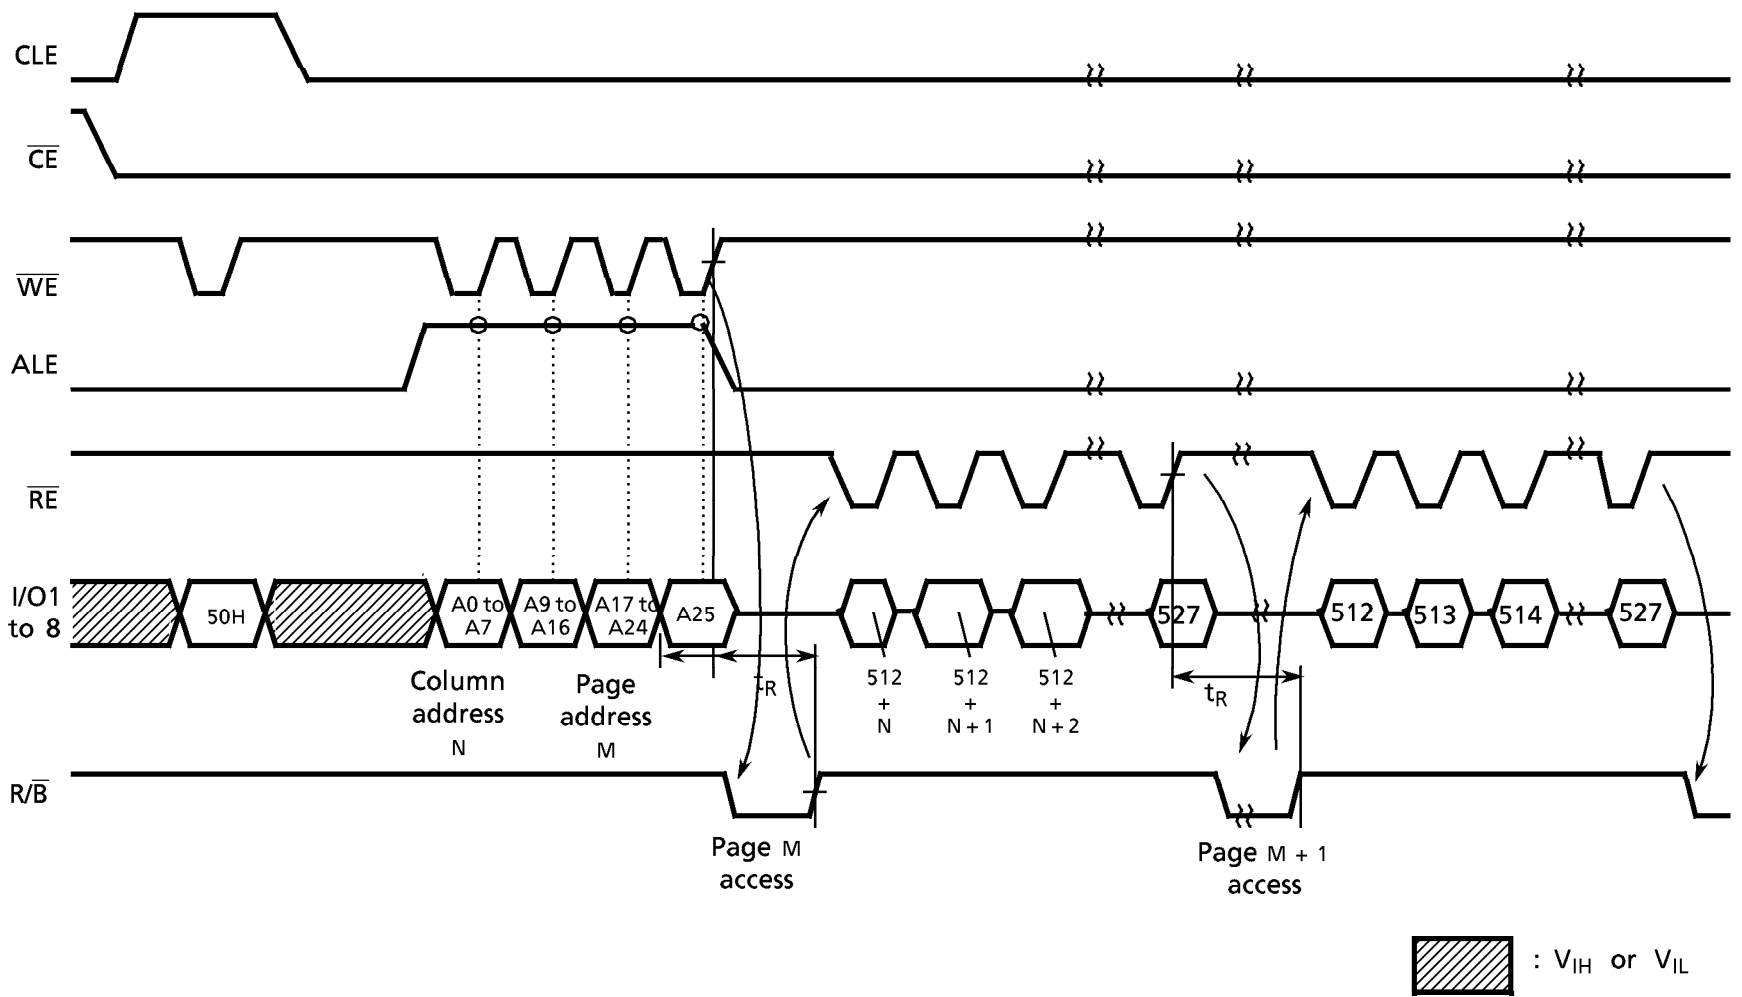 CLE
CE
WE
ALE
RE
I/O1
to 8
50H
A0 to
A7
A9 to
A16
A17 to
A24
A25
527
512
513
514
527
Column
address
N
Page
address
M
tR
512
+
N
512
+
N + 1
512
+
N + 2
tR
R/B
Page M
access
Page M + 1
access
: VIH or VIL